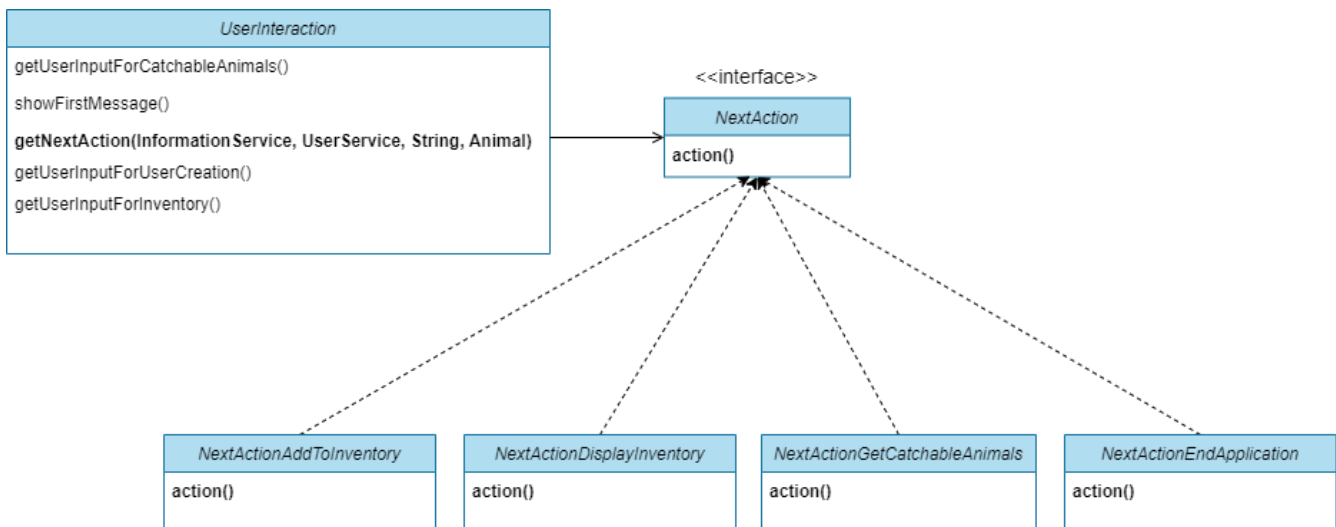 UserInteraction
getUserInputForCatchableAnimals()
showFirstMessage()
getNextAction(InformationService, UserService, String, Animal)
getUserInputForUserCreation()
getUserInputForInventory()
<<interface>>
NextAction
action()
NextActionAddToInventory
action()
NextActionDisplayInventory
action()
NextActionGetCatchableAnimals
action()
NextActionEndApplication
action()